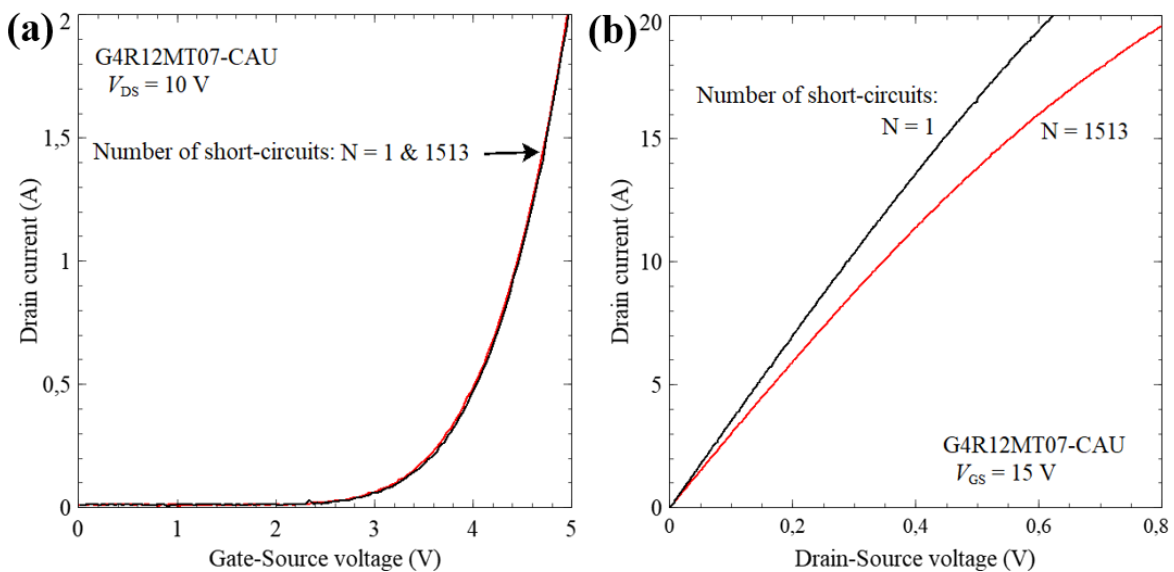 (a)
G4R12MT07-CAU
V_DS = 10 V
Number of short-circuits: N = 1 & 1513
2
1,5
1
0,5
0
0 1 2 3 4 5
Drain current (A)
Gate-Source voltage (V)
(b)
Number of short-circuits:
N = 1
N = 1513
G4R12MT07-CAU
V_GS = 15 V
20
15
10
5
0
0 0,2 0,4 0,6 0,8
Drain current (A)
Drain-Source voltage (V)